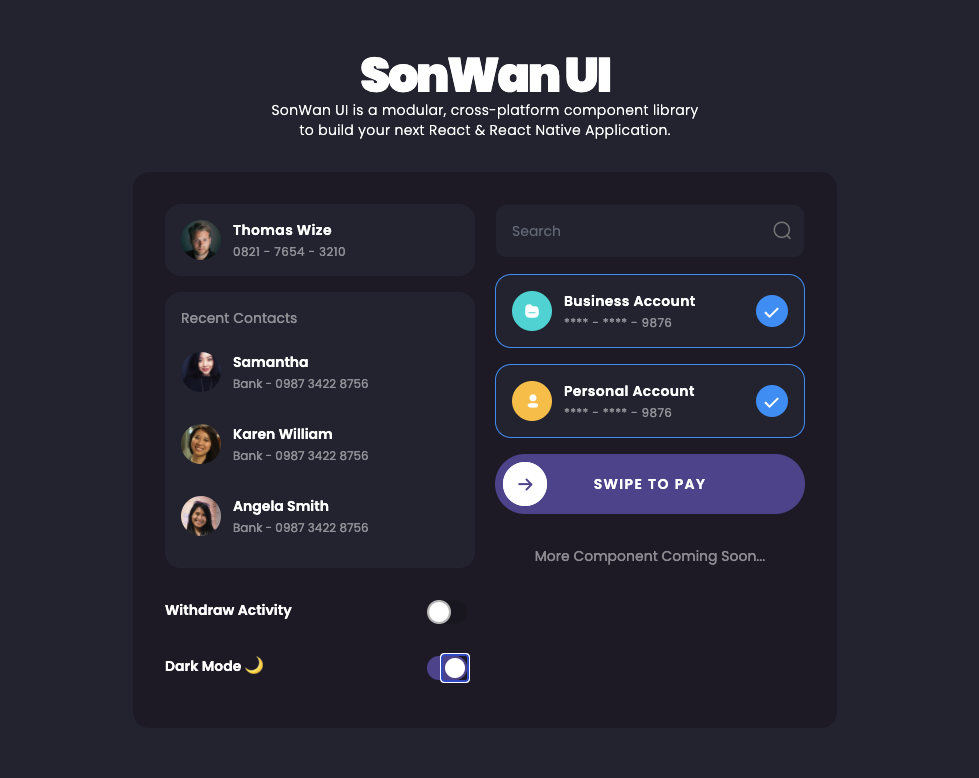 SonWan UI
SonWan UI is a modular, cross-platform component library
to build your next React & React Native Application.
Thomas Wize
0821 - 7654 - 3210
Recent Contacts
Samantha
Bank - 0987 3422 8756
Karen William
Bank - 0987 3422 8756
Angela Smith
Bank - 0987 3422 8756
Withdraw Activity
Dark Mode 🌙
Search
Business Account
**** - **** - 9876
Personal Account
**** - **** - 9876
SWIPE TO PAY
More Component Coming Soon...